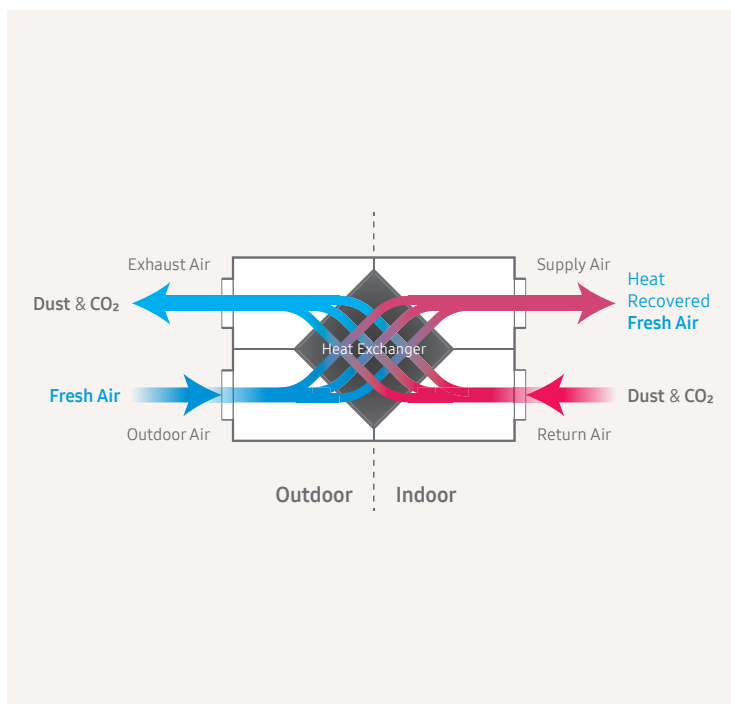 Exhaust Air
Supply Air
Dust & CO₂
Heat
Recovered
Fresh Air
Heat Exchanger
Fresh Air
Dust & CO₂
Outdoor Air
Return Air
Outdoor
Indoor